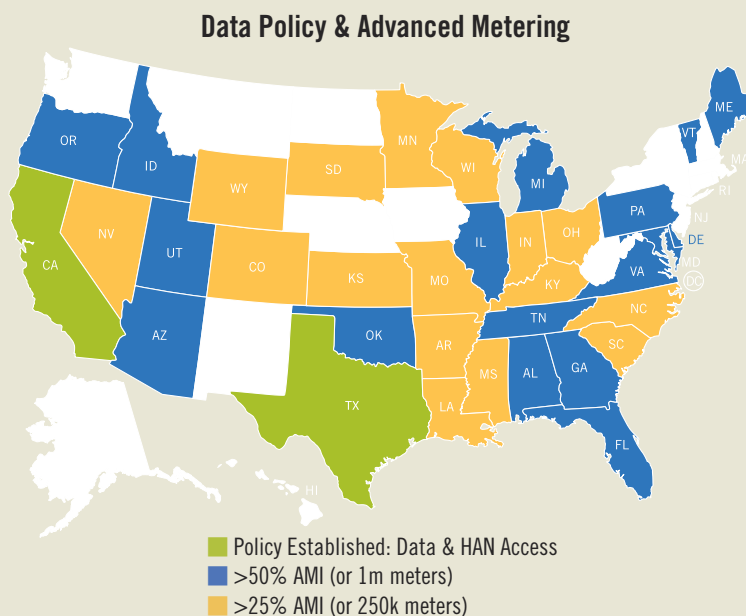 Data Policy & Advanced Metering
ME
VT
OR
MN
MA
ID
WI
SD
MI
RI
WY
PA
NJ
OH
IN
IL
DE
NV
UT
CA
CO
MD
VA
DC
KS
MO
KY
NC
TN
OK
AZ
AR
SC
MS
AL
GA
TX
LA
FL
HI
Policy Established: Data & HAN Access
>50% AMI (or 1m meters)
>25% AMI (or 250k meters)